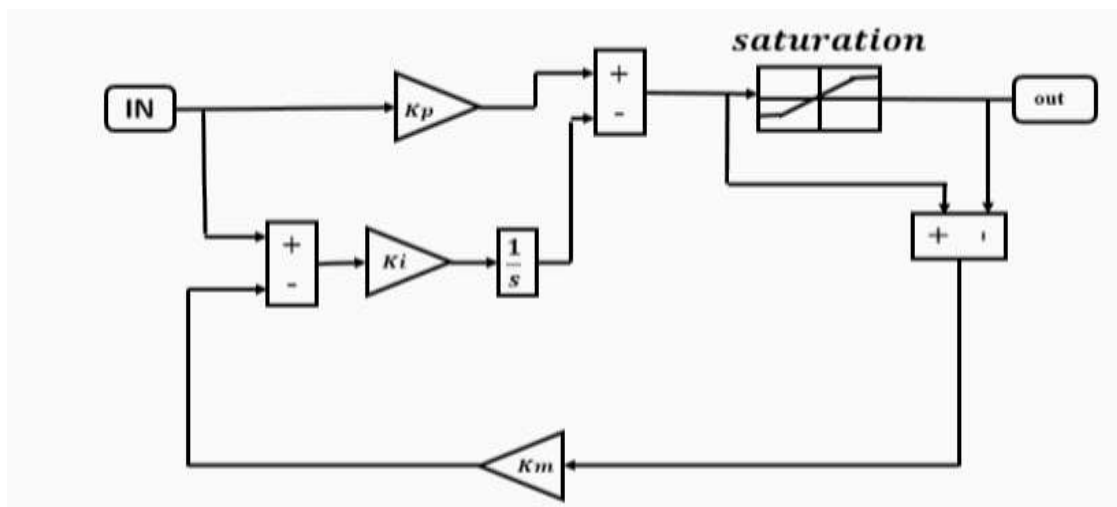 saturation
IN
Kp
+
-
out
+
-
Ki
1
s
+ -
Km